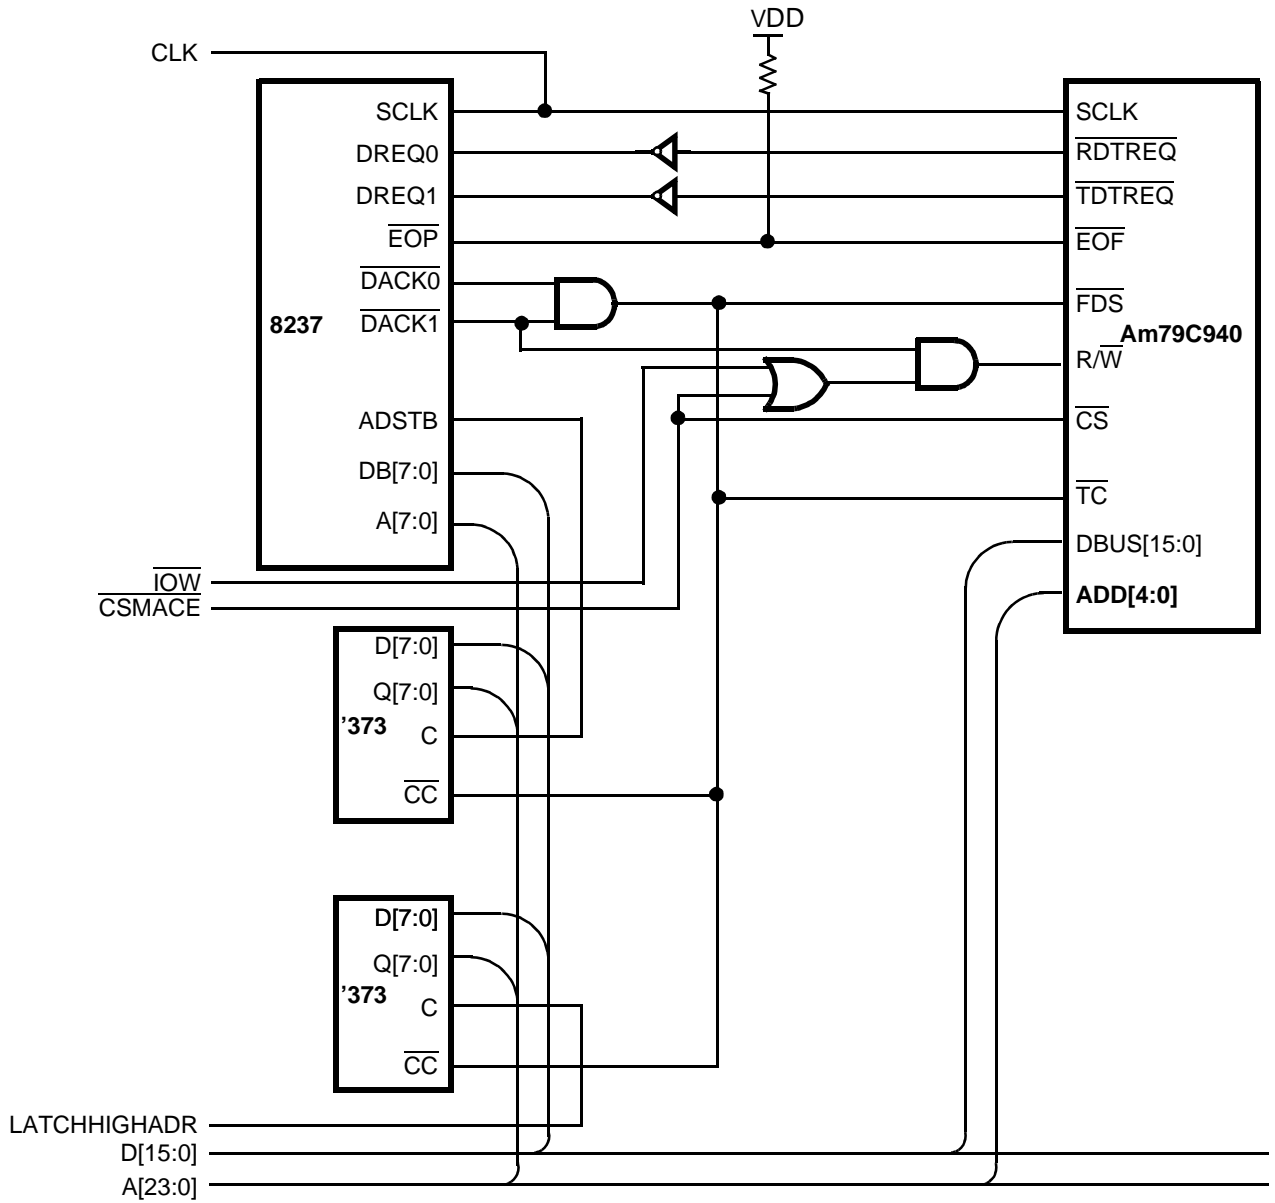 VDD
CLK
8237
SCLK
DREQ0
DREQ1
EOP
DACK0
DACK1
ADSTB
DB[7:0]
A[7:0]
Am79C940
SCLK
RDTREQ
TDTREQ
EOF
FDS
R/W
CS
TC
DBUS[15:0]
ADD[4:0]
IOW
CSMACE
'373
D[7:0]
Q[7:0]
C
CC
'373
D[7:0]
Q[7:0]
C
CC
LATCHHIGHADR
D[15:0]
A[23:0]